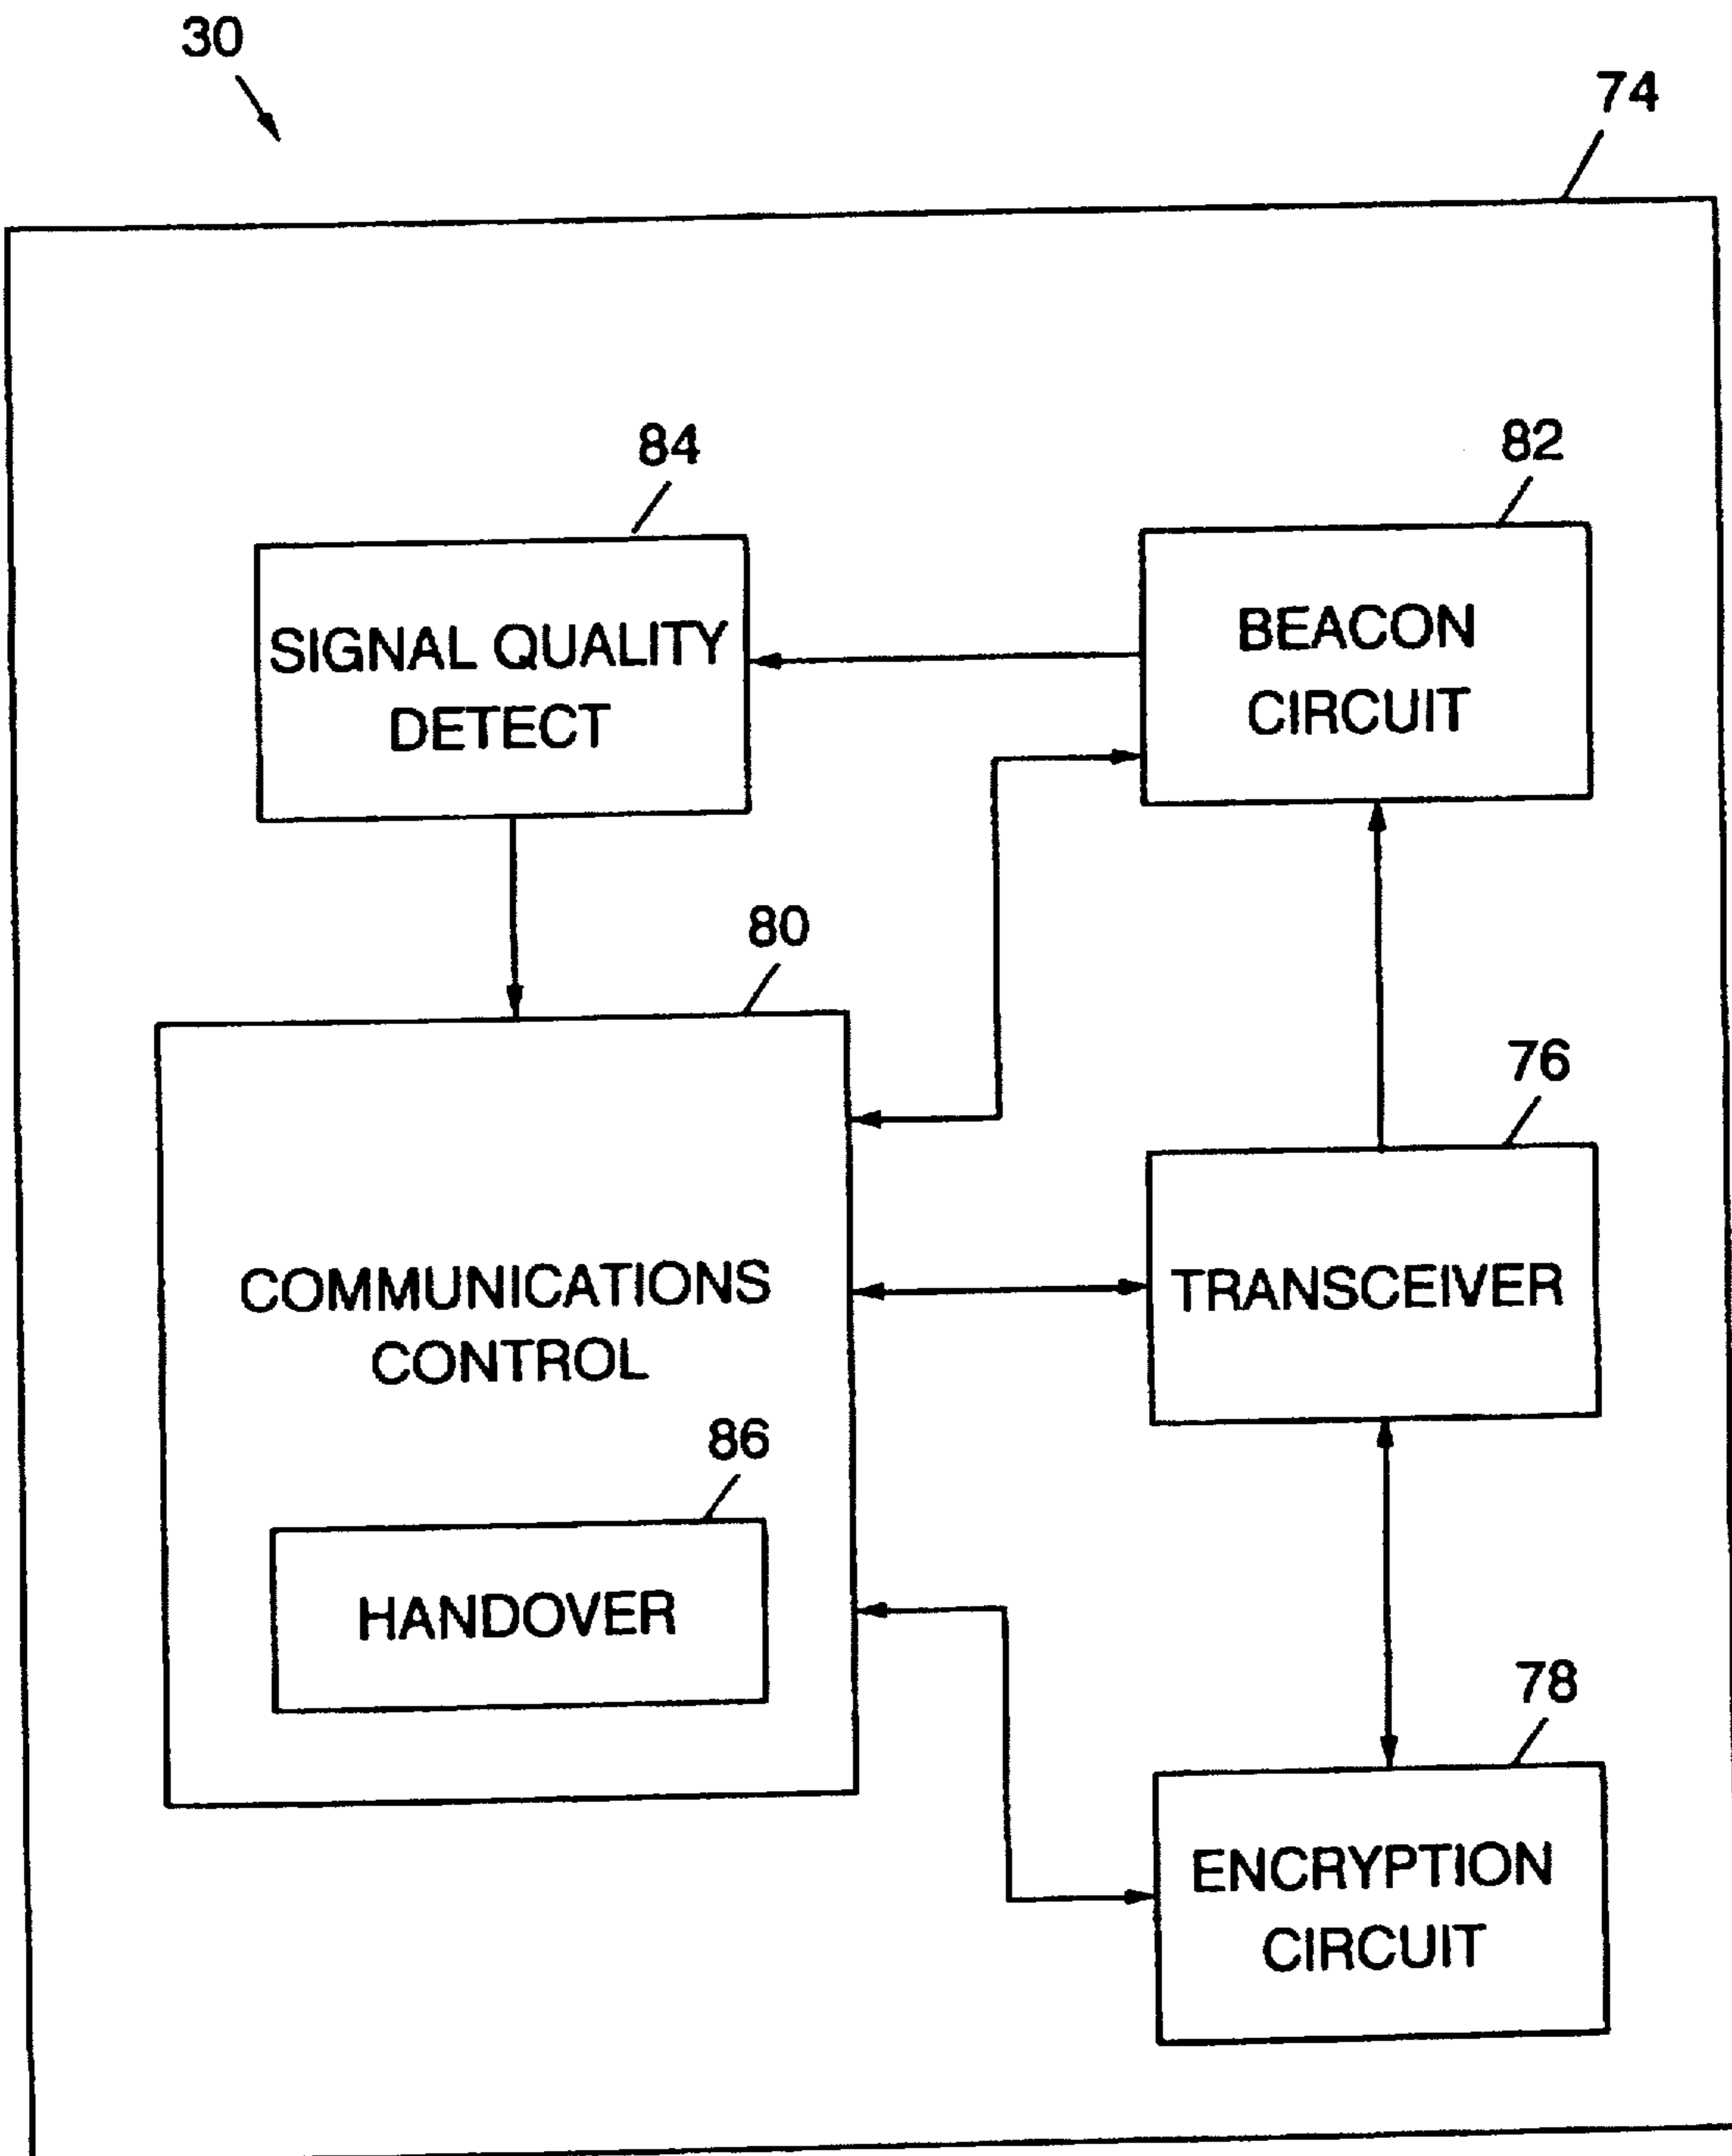 30
74
84
82
SIGNAL QUALITY
DETECT
BEACON
CIRCUIT
80
76
COMMUNICATIONS
CONTROL
TRANSCEIVER
86
HANDOVER
78
ENCRYPTION
CIRCUIT